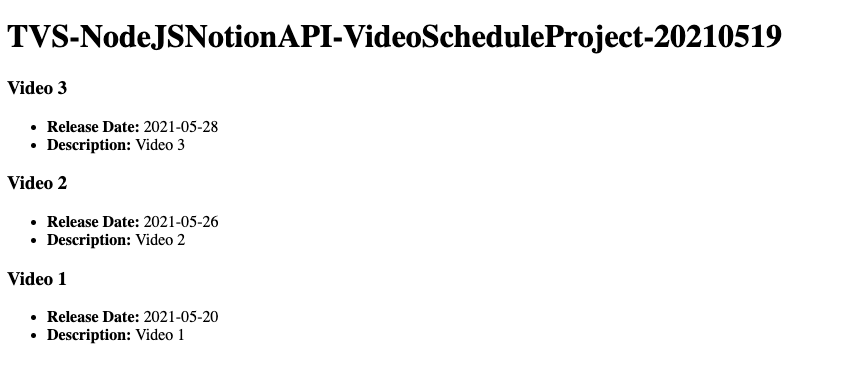 TVS-NodeJSNotionAPI-VideoScheduleProject-20210519
Video 3
• Release Date: 2021-05-28
• Description: Video 3
Video 2
• Release Date: 2021-05-26
• Description: Video 2
Video 1
• Release Date: 2021-05-20
• Description: Video 1